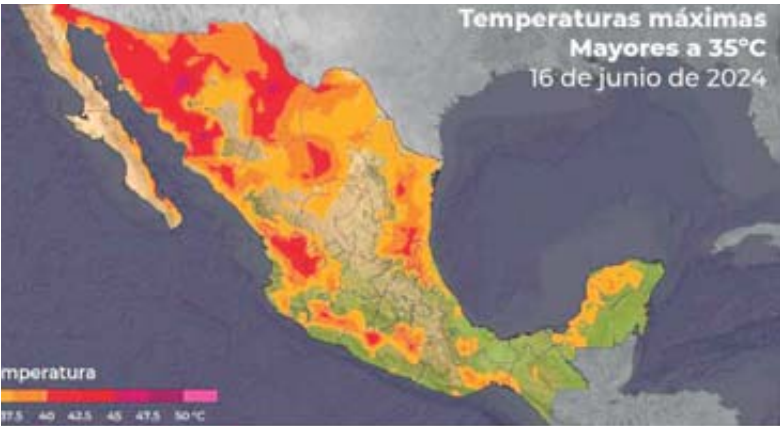 Temperaturas máximas
Mayores a 35°C
16 de junio de 2024
mperatura
37.5 40 42.5 45 47.5 50 °C